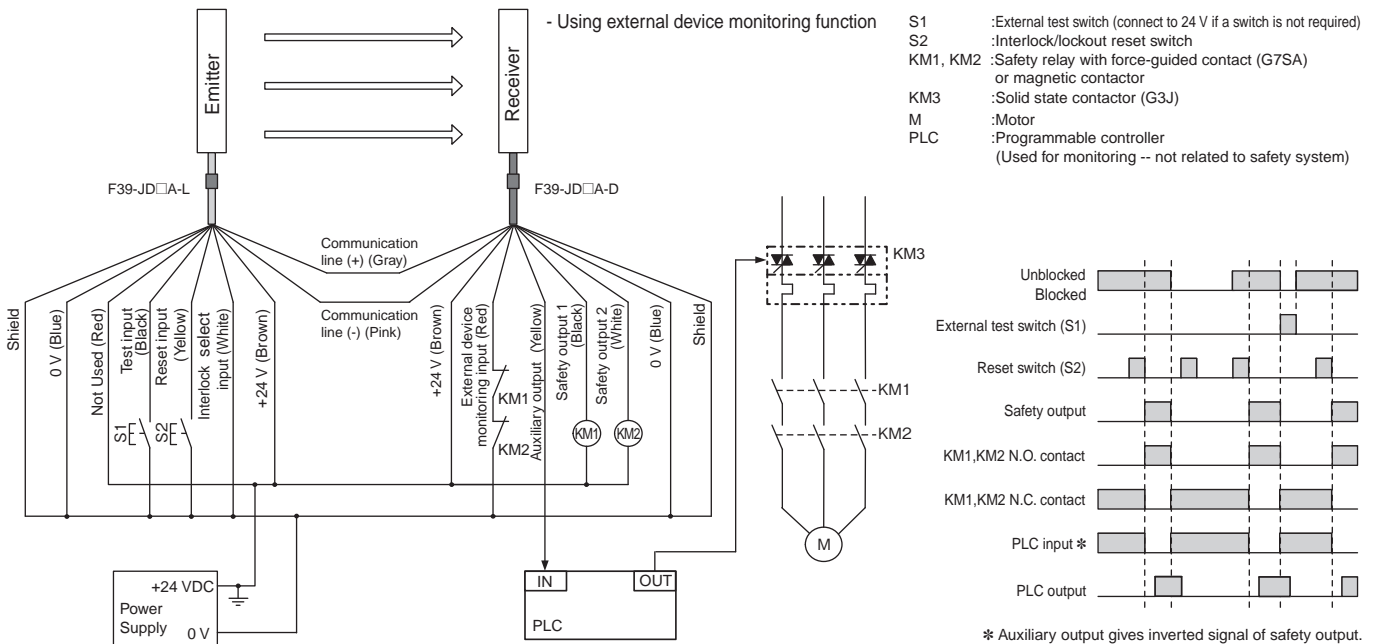 - Using external device monitoring function
S1 :External test switch (connect to 24 V if a switch is not required)
S2 :Interlock/lockout reset switch
KM1, KM2 :Safety relay with force-guided contact (G7SA)
or magnetic contactor
KM3 :Solid state contactor (G3J)
M :Motor
PLC :Programmable controller
(Used for monitoring -- not related to safety system)
Emitter
Receiver
F39-JD□A-L
F39-JD□A-D
Communication
line (+) (Gray)
Communication
line (-) (Pink)
Shield
0 V (Blue)
Not Used (Red)
Test input
(Black)
Reset input
(Yellow)
Interlock select
input (White)
+24 V (Brown)
+24 V (Brown)
External device
monitoring input (Red)
Auxiliary output (Yellow)
Safety output 1
(Black)
Safety output 2
(White)
0 V (Blue)
Shield
S1
S2
KM1
KM2
KM1
KM2
+24 VDC
Power
Supply
0 V
IN
OUT
PLC
KM3
KM1
KM2
M
Unblocked
Blocked
External test switch (S1)
Reset switch (S2)
Safety output
KM1,KM2 N.O. contact
KM1,KM2 N.C. contact
PLC input ✻
PLC output
✻ Auxiliary output gives inverted signal of safety output.